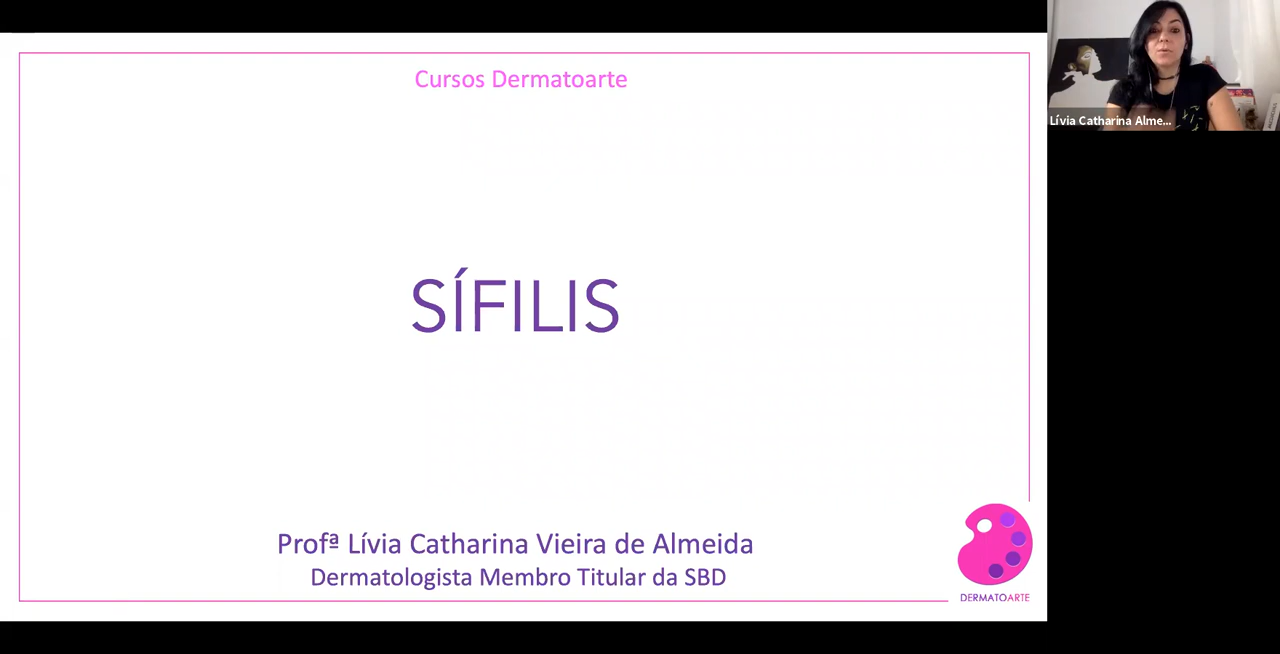 Cursos Dermatoarte
Lívia Catharina Alme...
SÍFILIS
Profª Lívia Catharina Vieira de Almeida
Dermatologista Membro Titular da SBD
DERMATOARTE